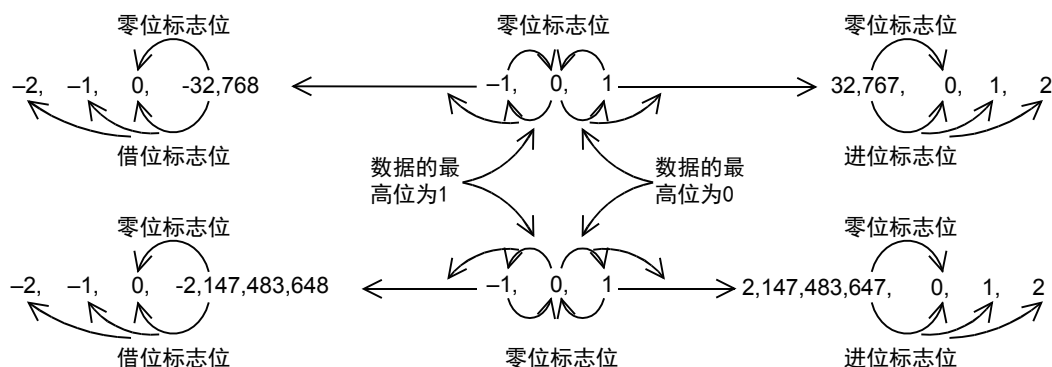 零位标志位 零位标志位 零位标志位
–2, –1, 0, -32,768 –1, 0, 1 32,767, 0, 1, 2
借位标志位 进位标志位
数据的最 数据的最
高位为1 高位为0
零位标志位 零位标志位
–2, –1, 0, -2,147,483,648 –1, 0, 1 2,147,483,647, 0, 1, 2
借位标志位 零位标志位 进位标志位